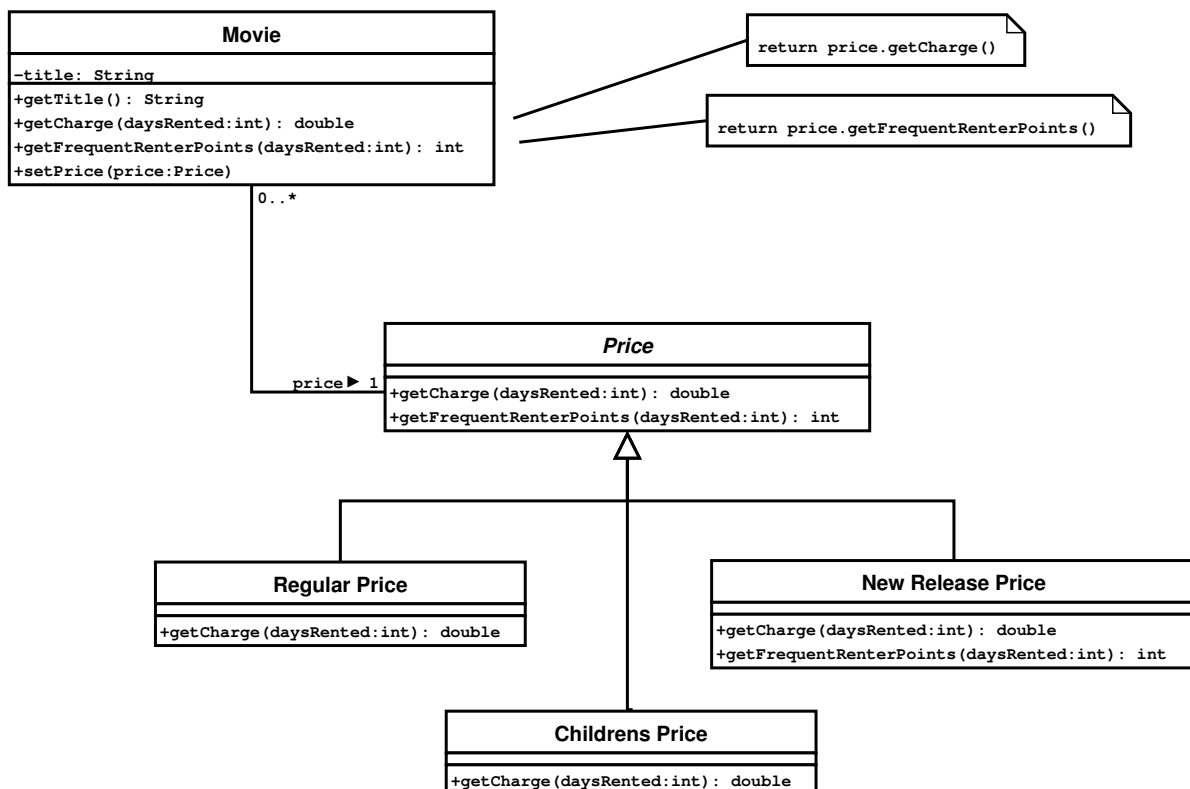 Movie
-title: String
+getTitle(): String
+getCharge(daysRented:int): double
+getFrequentRenterPoints(daysRented:int): int
+setPrice(price:Price)
return price.getCharge()
return price.getFrequentRenterPoints()
0..*
price▶ 1
Price
+getCharge(daysRented:int): double
+getFrequentRenterPoints(daysRented:int): int
Regular Price
+getCharge(daysRented:int): double
New Release Price
+getCharge(daysRented:int): double
+getFrequentRenterPoints(daysRented:int): int
Childrens Price
+getCharge(daysRented:int): double